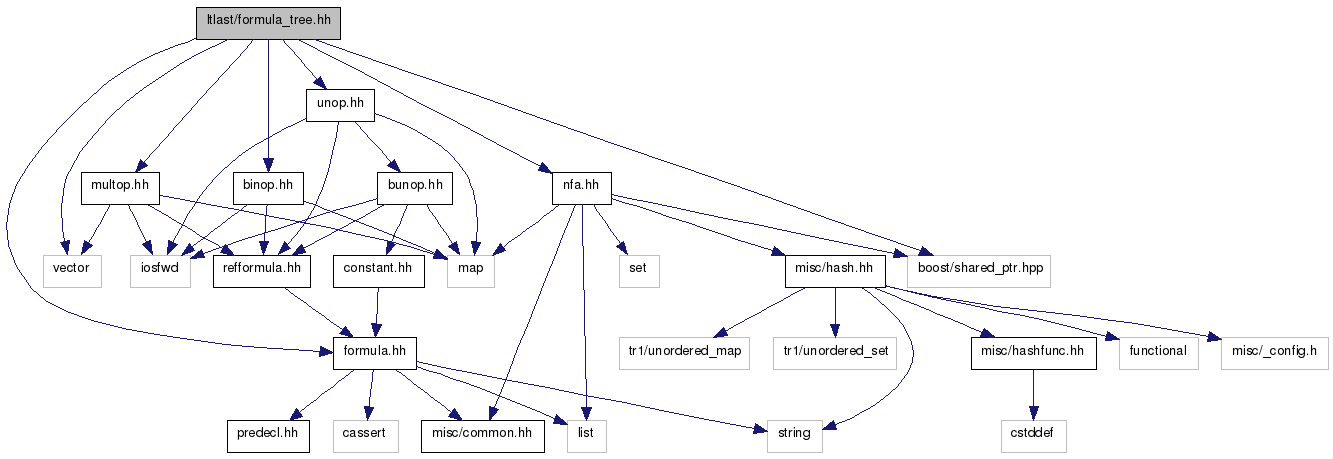 ltlast/formula_tree.hh
unop.hh
multop.hh
binop.hh
bunop.hh
nfa.hh
vector
iosfwd
refformula.hh
constant.hh
map
set
misc/hash.hh
boost/shared_ptr.hpp
formula.hh
tr1/unordered_map
tr1/unordered_set
misc/hashfunc.hh
functional
misc/_config.h
predecl.hh
cassert
misc/common.hh
list
string
cstddef